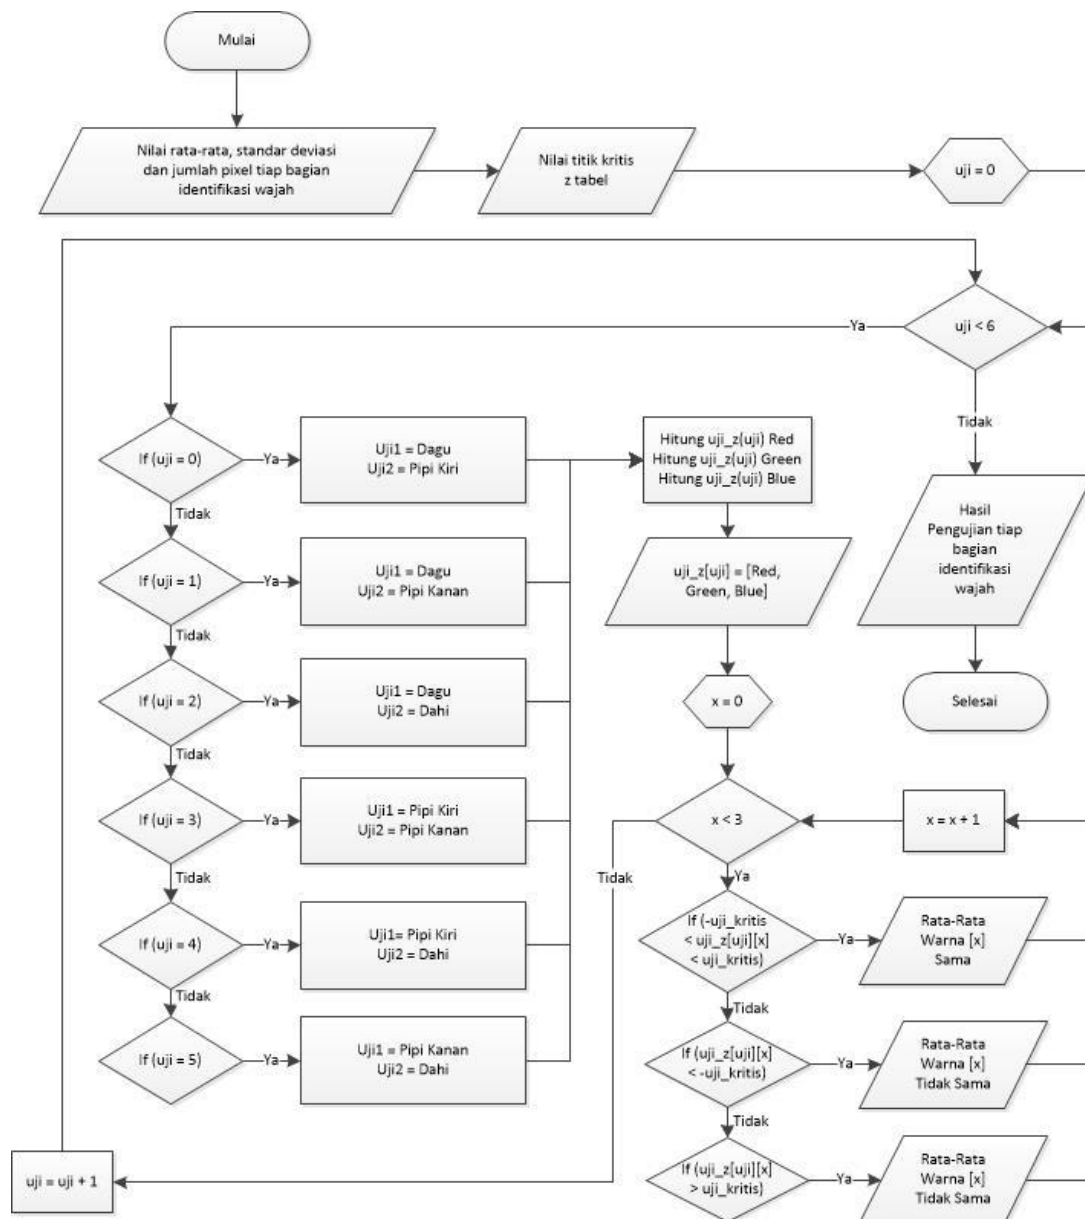 Mulai
Nilai rata-rata, standar deviasi
dan jumlah pixel tiap bagian
identifikasi wajah
Nilai titik kritis
z tabel
uji = 0
uji < 6
Ya
Tidak
If (uji = 0)
Ya
Uji1 = Dagu
Uji2 = Pipi Kiri
Hitung uji_z(uji) Red
Hitung uji_z(uji) Green
Hitung uji_z(uji) Blue
Hasil
Pengujian tiap
bagian
identifikasi
wajah
Tidak
If (uji = 1)
Ya
Uji1 = Dagu
Uji2 = Pipi Kanan
uji_z[uji] = [Red,
Green, Blue]
Tidak
If (uji = 2)
Ya
Uji1 = Dagu
Uji2 = Dahi
x = 0
Selesai
Tidak
If (uji = 3)
Ya
Uji1 = Pipi Kiri
Uji2 = Pipi Kanan
x < 3
x = x + 1
Tidak
Tidak
Ya
If (uji = 4)
Ya
Uji1= Pipi Kiri
Uji2 = Dahi
If (-uji_kritis
< uji_z[uji][x]
< uji_kritis)
Ya
Rata-Rata
Warna [x]
Sama
Tidak
Tidak
If (uji = 5)
Ya
Uji1 = Pipi Kanan
Uji2 = Dahi
If (uji_z[uji][x]
< -uji_kritis)
Ya
Rata-Rata
Warna [x]
Tidak Sama
Tidak
uji = uji + 1
If (uji_z[uji][x]
> uji_kritis)
Ya
Rata-Rata
Warna [x]
Tidak Sama